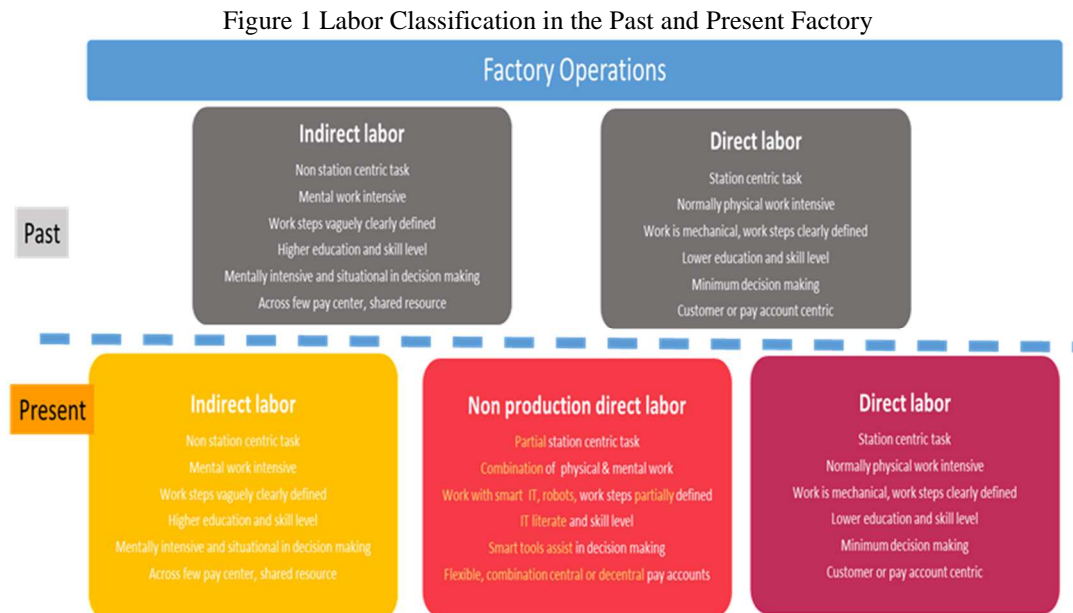 Figure 1 Labor Classification in the Past and Present Factory
Factory Operations
Past
Indirect labor
Non station centric task
Mental work intensive
Work steps vaguely clearly defined
Higher education and skill level
Mentally intensive and situational in decision making
Across few pay center, shared resource
Direct labor
Station centric task
Normally physical work intensive
Work is mechanical, work steps clearly defined
Lower education and skill level
Minimum decision making
Customer or pay account centric
Present
Indirect labor
Non station centric task
Mental work intensive
Work steps vaguely clearly defined
Higher education and skill level
Mentally intensive and situational in decision making
Across few pay center, shared resource
Non production direct labor
Partial station centric task
Combination of physical & mental work
Work with smart IT, robots, work steps partially defined
IT literate and skill level
Smart tools assist in decision making
Flexible, combination central or decentral pay accounts
Direct labor
Station centric task
Normally physical work intensive
Work is mechanical, work steps clearly defined
Lower education and skill level
Minimum decision making
Customer or pay account centric